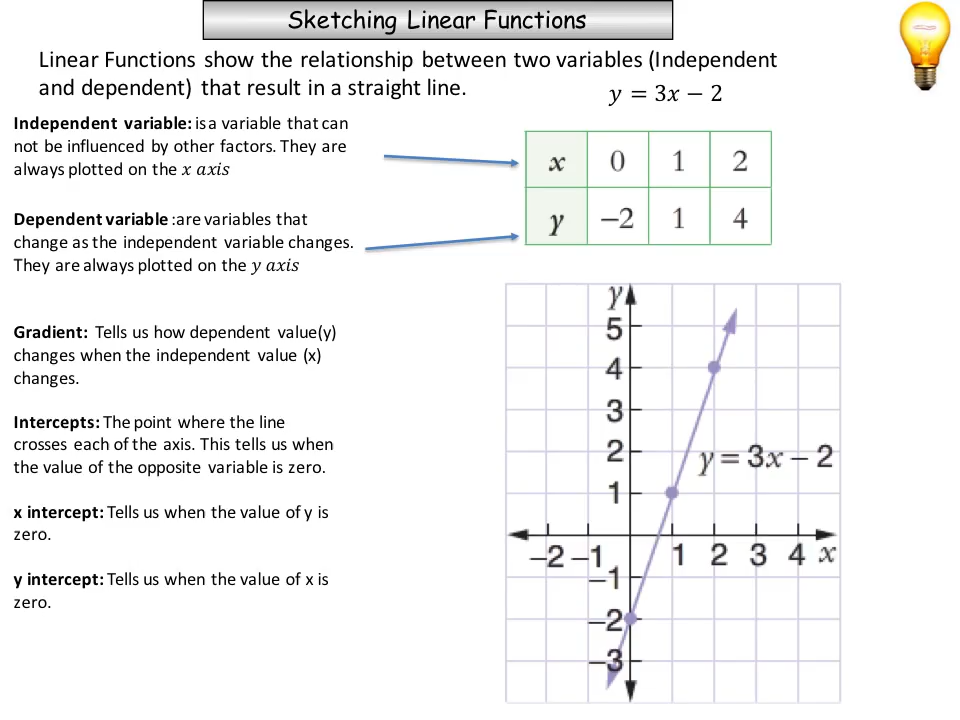 Sketching Linear Functions
Linear Functions show the relationship between two variables (Independent
and dependent) that result in a straight line.
y = 3x − 2
Independent variable: is a variable that can
not be influenced by other factors. They are
always plotted on the x axis
x 0 1 2
y −2 1 4
Dependent variable :are variables that
change as the independent variable changes.
They are always plotted on the y axis
Gradient: Tells us how dependent value(y)
changes when the independent value (x)
changes.
Intercepts: The point where the line
crosses each of the axis. This tells us when
the value of the opposite variable is zero.
x intercept: Tells us when the value of y is
zero.
y intercept: Tells us when the value of x is
zero.
y
5
4
3
2
y = 3x − 2
1
−2 −1 1 2 3 4 x
−1
−2
−3